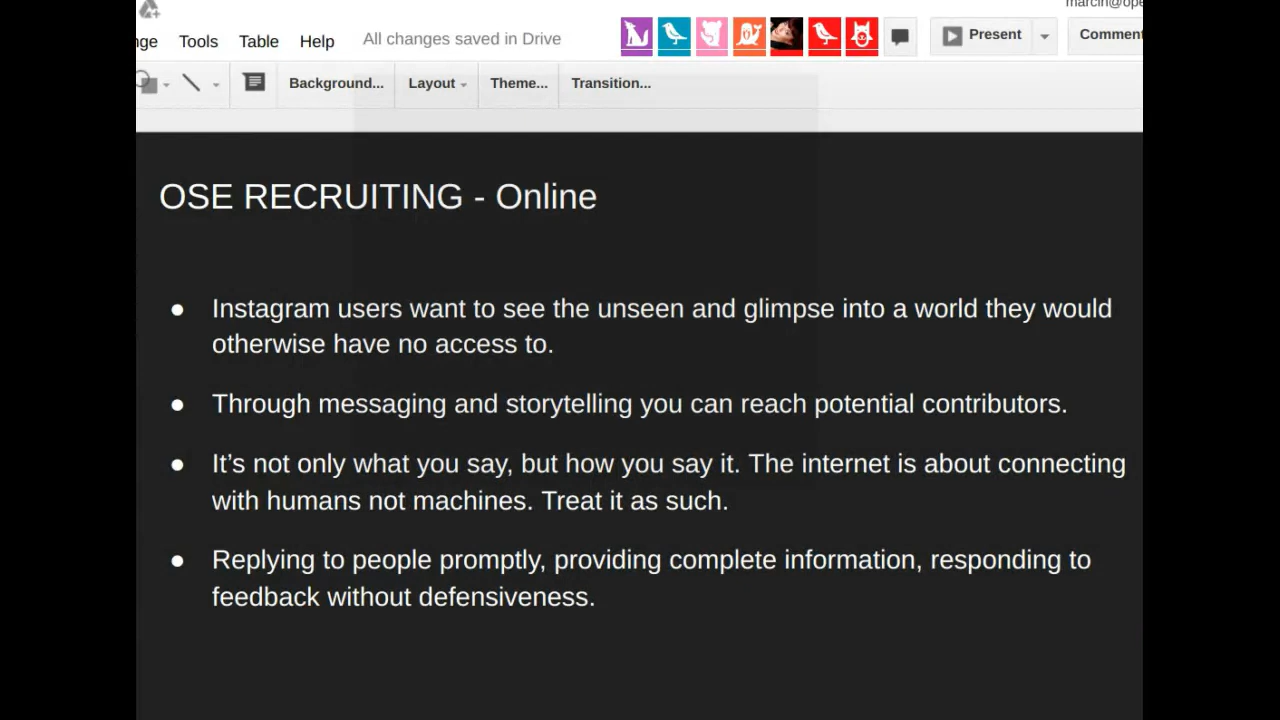 marcin@ope
nge Tools Table Help All changes saved in Drive Present Comment
Background... Layout Theme... Transition...
OSE RECRUITING - Online
● Instagram users want to see the unseen and glimpse into a world they would
otherwise have no access to.
● Through messaging and storytelling you can reach potential contributors.
● It’s not only what you say, but how you say it. The internet is about connecting
with humans not machines. Treat it as such.
● Replying to people promptly, providing complete information, responding to
feedback without defensiveness.